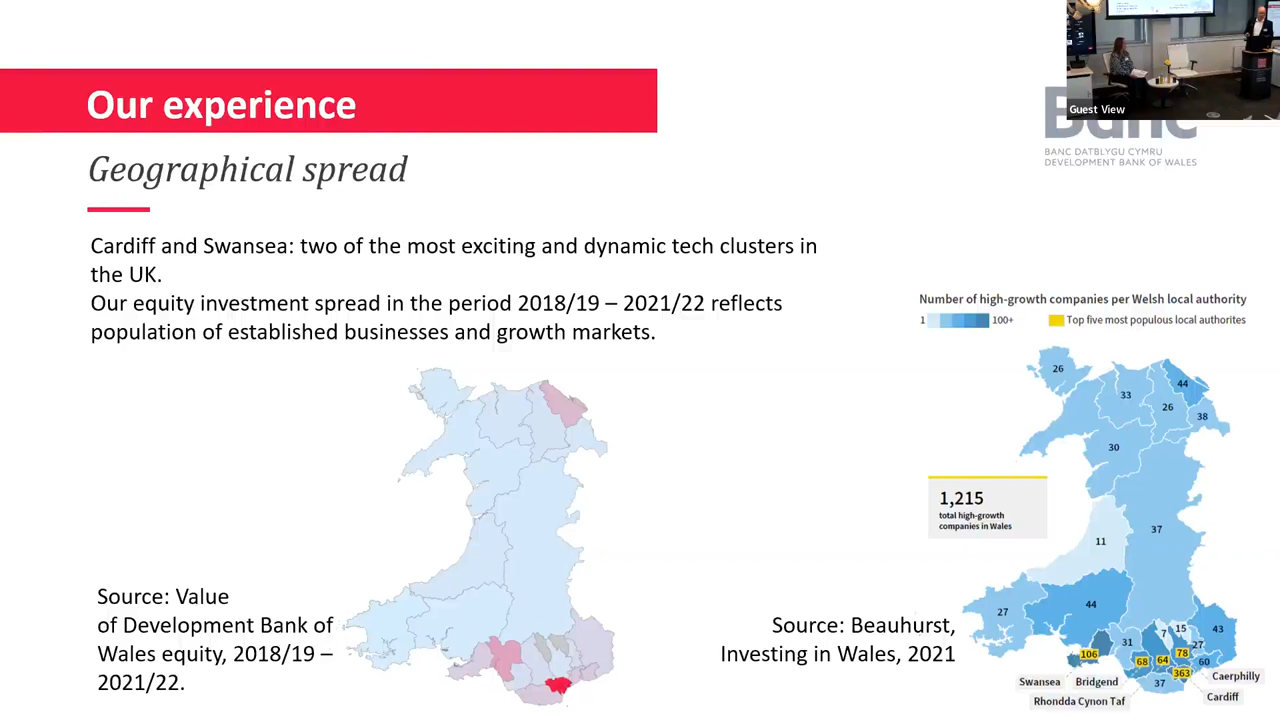 Our experience
Geographical spread
Cardiff and Swansea: two of the most exciting and dynamic tech clusters in
the UK.
Our equity investment spread in the period 2018/19 – 2021/22 reflects
population of established businesses and growth markets.
Source: Value
of Development Bank of
Wales equity, 2018/19 –
2021/22.
Guest View
Banc
BANC DATBLYGU CYMRU
DEVELOPMENT BANK OF WALES
Number of high-growth companies per Welsh local authority
1 100+ Top five most populous local authorites
26
33
44
26
38
30
1,215
total high-growth
companies in Wales
37
11
27
44
43
31
7
15
27
106
68
64
78
60
363
37
Swansea
Bridgend
Caerphilly
Rhondda Cynon Taf
Cardiff
Source: Beauhurst,
Investing in Wales, 2021